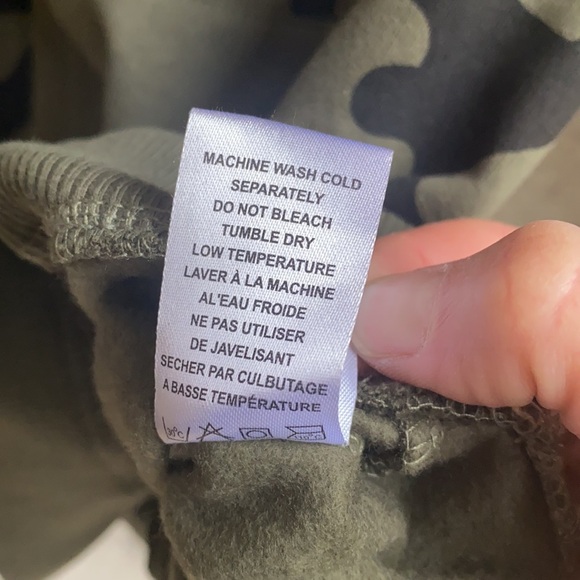 MACHINE WASH COLD
SEPARATELY
DO NOT BLEACH
TUMBLE DRY
LOW TEMPERATURE
LAVER À LA MACHINE
AL'EAU FROIDE
NE PAS UTILISER
DE JAVELISANT
SECHER PAR CULBUTAGE
A BASSE TEMPÉRATURE
30°C